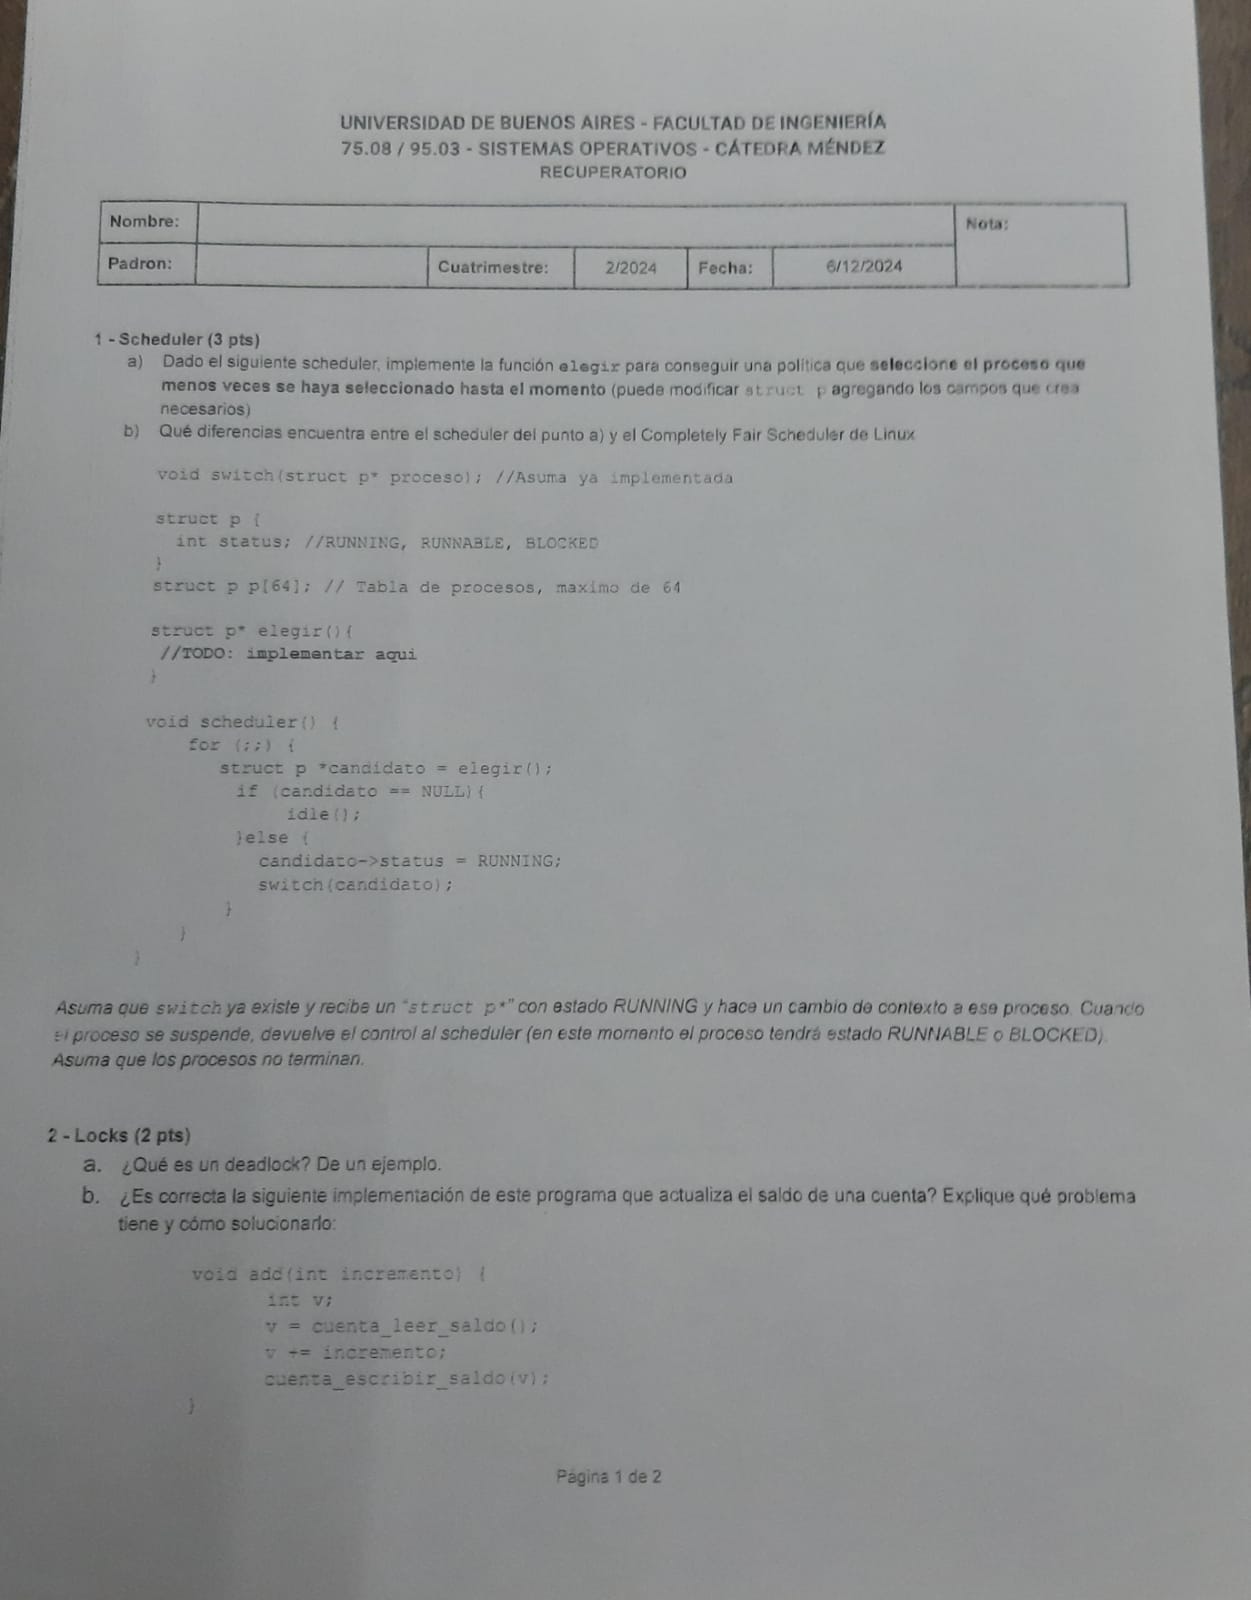 UNIVERSIDAD DE BUENOS AIRES - FACULTAD DE INGENIERÍA
75.08 / 95.03 - SISTEMAS OPERATIVOS - CÁTEDRA MÉNDEZ
RECUPERATORIO
Nombre:
Nota:
Padron:
Cuatrimestre:
2/2024
Fecha:
6/12/2024
1 - Scheduler (3 pts)
a) Dado el siguiente scheduler, implemente la función elegir para conseguir una política que seleccione el proceso que
menos veces se haya seleccionado hasta el momento (puede modificar struct p agregando los campos que crea
necesarios)
b) Qué diferencias encuentra entre el scheduler del punto a) y el Completely Fair Scheduler de Linux
void switch(struct p* proceso); //Asuma ya implementada
struct p {
int status; //RUNNING, RUNNABLE, BLOCKED
}
struct p p[64]; // Tabla de procesos, maximo de 64
struct p* elegir(){
//TODO: implementar aqui
}
void scheduler() {
for (;;) {
struct p *candidato = elegir();
if (candidato == NULL){
idle();
}else {
candidato->status = RUNNING;
switch(candidato);
}
}
}
Asuma que switch ya existe y recibe un "struct p*" con estado RUNNING y hace un cambio de contexto a ese proceso. Cuando
el proceso se suspende, devuelve el control al scheduler (en este momento el proceso tendrá estado RUNNABLE o BLOCKED).
Asuma que los procesos no terminan.
2 - Locks (2 pts)
a. ¿Qué es un deadlock? De un ejemplo.
b. ¿Es correcta la siguiente implementación de este programa que actualiza el saldo de una cuenta? Explique qué problema
tiene y cómo solucionarlo:
void add(int incremento) {
int v;
v = cuenta_leer_saldo();
v += incremento;
cuenta_escribir_saldo(v);
}
Página 1 de 2